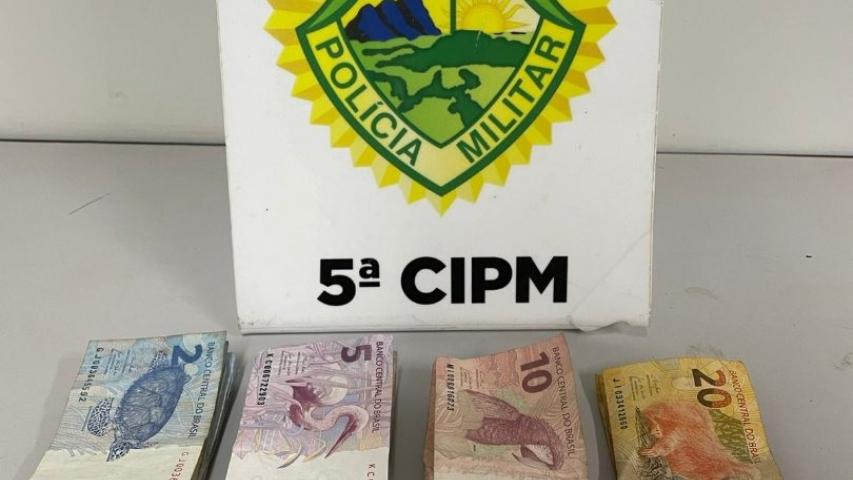 POLÍCIA MILITAR
5ª CIPM
2
BANCO CENTRAL DO BRASIL
5
BANCO CENTRAL DO BRASIL
10
BANCO CENTRAL DO BRASIL
20
BANCO CENTRAL DO BRASIL